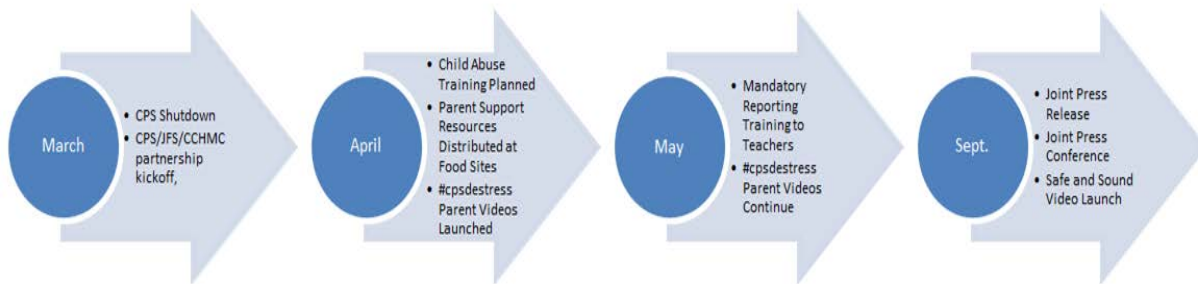 March
• CPS Shutdown
• CPS/JFS/CCHMC
partnership
kickoff,
April
• Child Abuse
Training Planned
• Parent Support
Resources
Distributed at
Food Sites
• #cpsdestress
Parent Videos
Launched
May
• Mandatory
Reporting
Training to
Teachers
• #cpsdestress
Parent Videos
Continue
Sept.
• Joint Press
Release
• Joint Press
Conference
• Safe and Sound
Video Launch